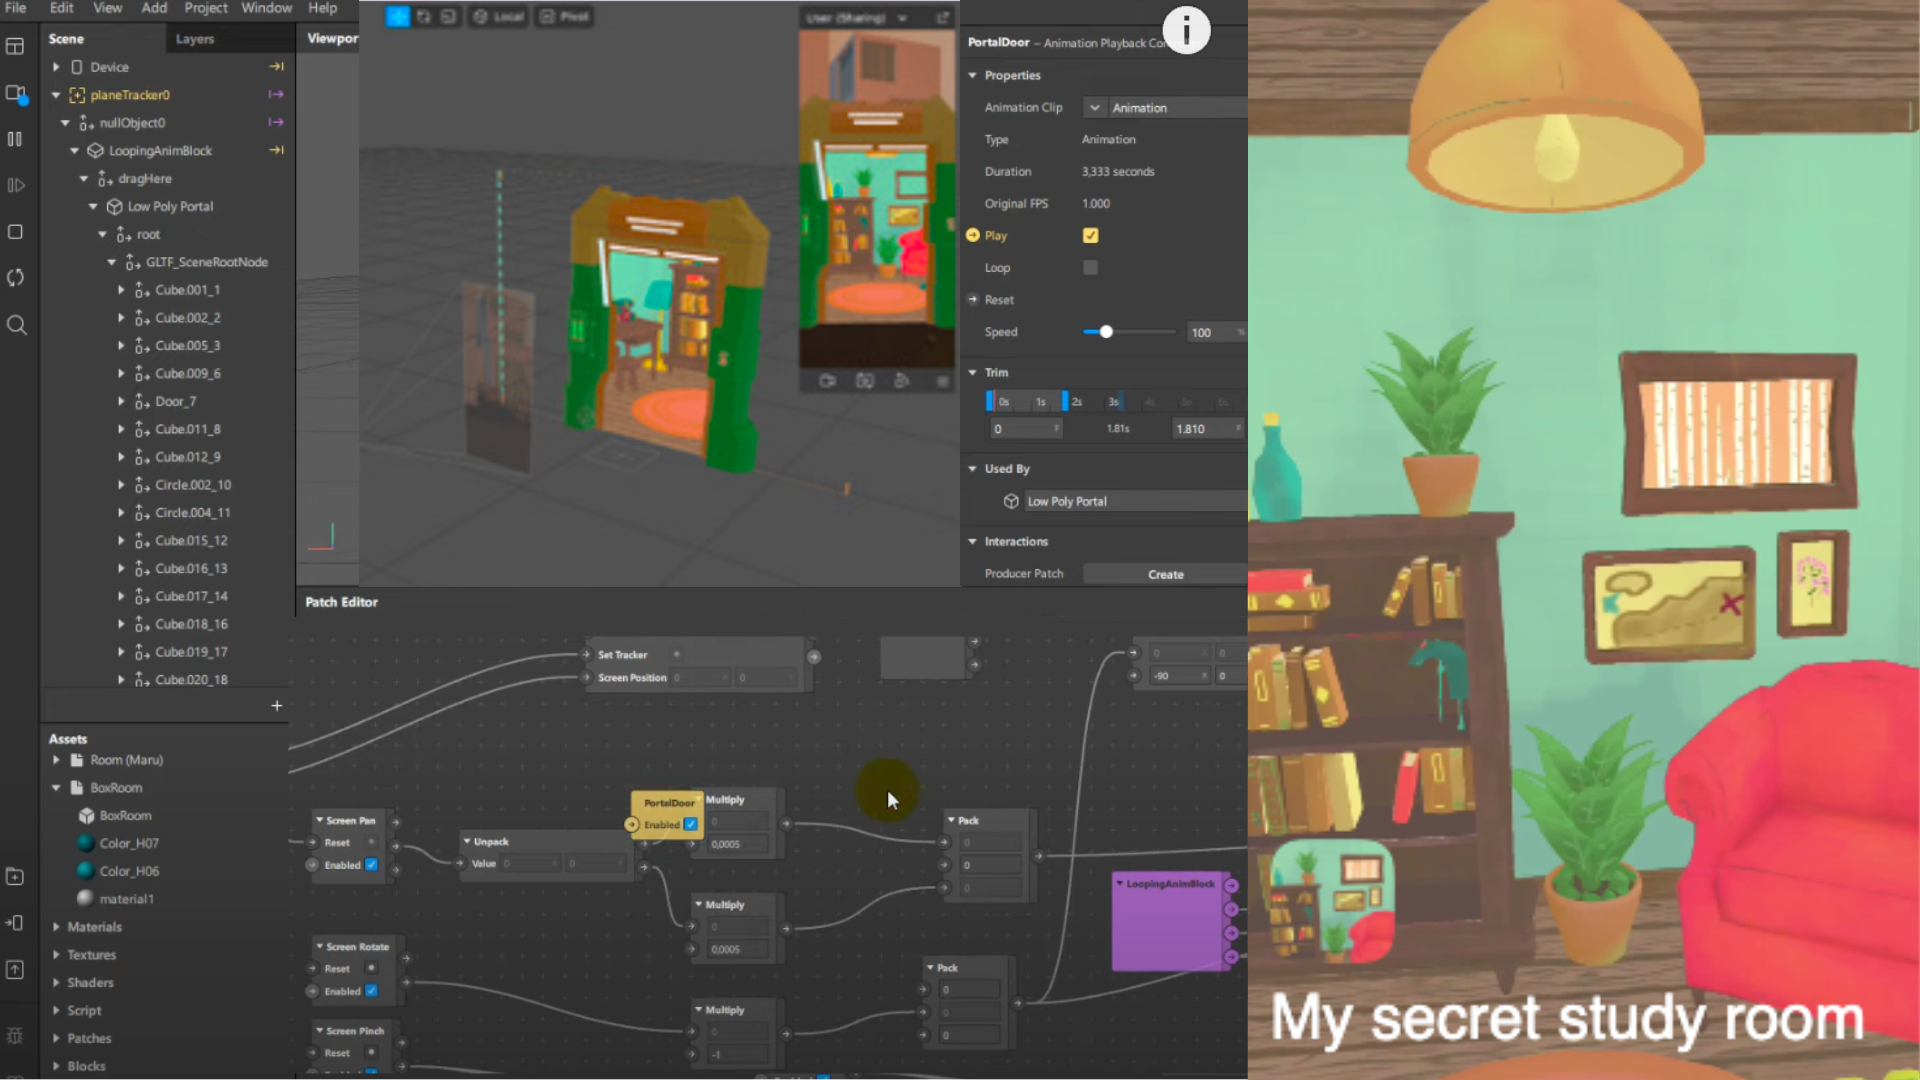 File Edit View Add Project Window Help
Scene Layers
Device
planeTracker0
nullObject0
LoopingAnimBlock
dragHere
Low Poly Portal
root
GLTF_SceneRootNode
Cube.001_1
Cube.002_2
Cube.005_3
Cube.009_6
Door_7
Cube.011_8
Cube.012_9
Circle.002_10
Circle.004_11
Cube.015_12
Cube.016_13
Cube.017_14
Cube.018_16
Cube.019_17
Cube.020_18
Assets
Room (Maru)
BoxRoom
BoxRoom
Color_H07
Color_H06
material1
Materials
Textures
Shaders
Script
Patches
Blocks
Viewpor
Local Pivot
User (Sharing)
PortalDoor – Animation Playback Co
i
Properties
Animation Clip Animation
Type Animation
Duration 3,333 seconds
Original FPS 1.000
Play
Loop
Reset
Speed 100 %
Trim
0s 1s 2s 3s
0 F 1.81s 1.810 F
Used By
Low Poly Portal
Interactions
Producer Patch Create
Patch Editor
Set Tracker
Screen Position 0 0
0 0
-90 0
Screen Pan
Reset
Enabled
Unpack
Value 0 0
PortalDoor
Enabled
Multiply
0
0,0005
Multiply
0
0,0005
Pack
0
0
0
LoopingAnimBlock
Screen Rotate
Reset
Enabled
Multiply
0
-1
Pack
0
0
0
Screen Pinch
Reset
My secret study room